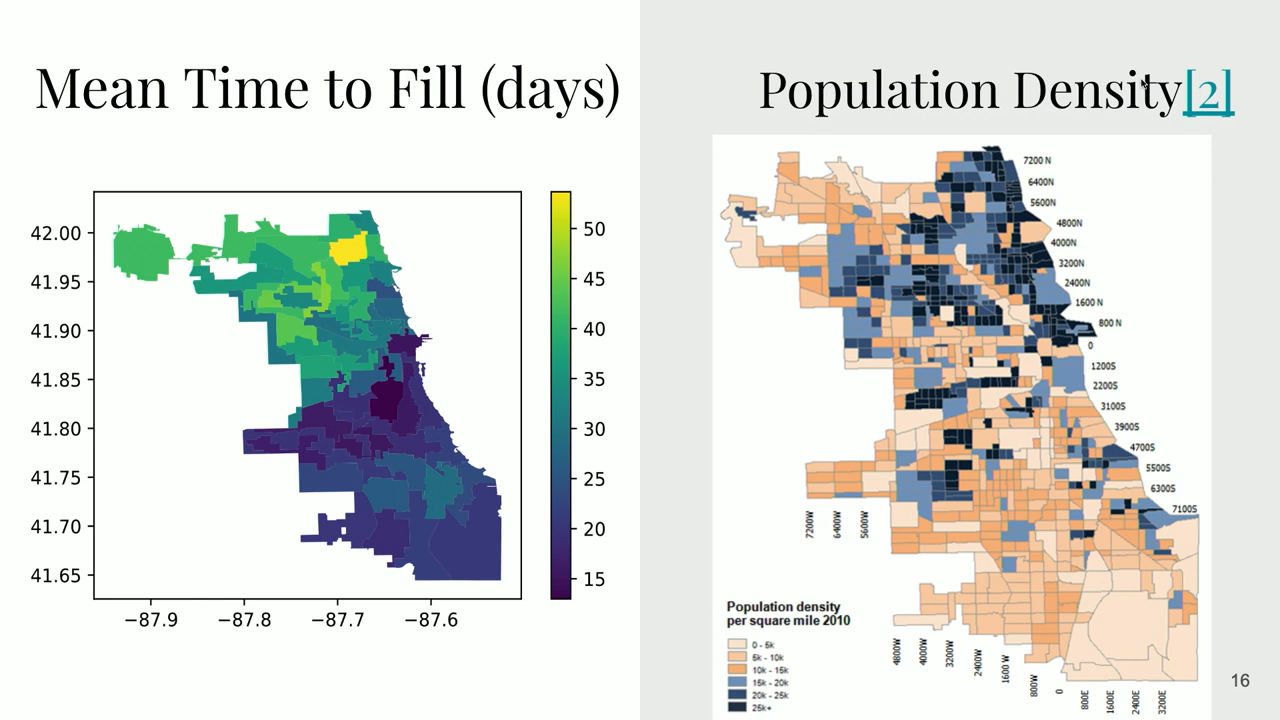 Mean Time to Fill (days)
42.00
41.95
41.90
41.85
41.80
41.75
41.70
41.65
−87.9
−87.8
−87.7
−87.6
50
45
40
35
30
25
20
15
Population Density[2]
7200 N
6400N
5600N
4800N
4000N
3200N
2400N
1600 N
800 N
0
1200S
2200S
3100S
3900S
4700S
5500S
6300S
7100S
7200W
6400W
5600W
4800W
4000W
3200W
2400W
1600 W
800W
0
800E
1600E
2400E
3200E
Population density
per square mile 2010
0 - 5k
5k - 10k
10k - 15k
15k - 20k
20k - 25k
25k+
16